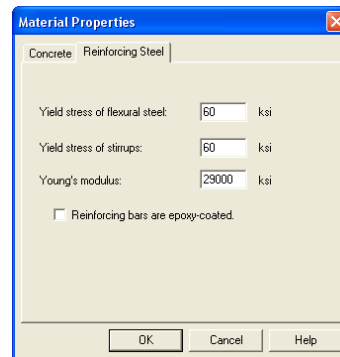 Material Properties
Concrete Reinforcing Steel
Yield stress of flexural steel: 60 ksi
Yield stress of stirrups: 60 ksi
Young's modulus: 29000 ksi
Reinforcing bars are epoxy-coated.
OK Cancel Help